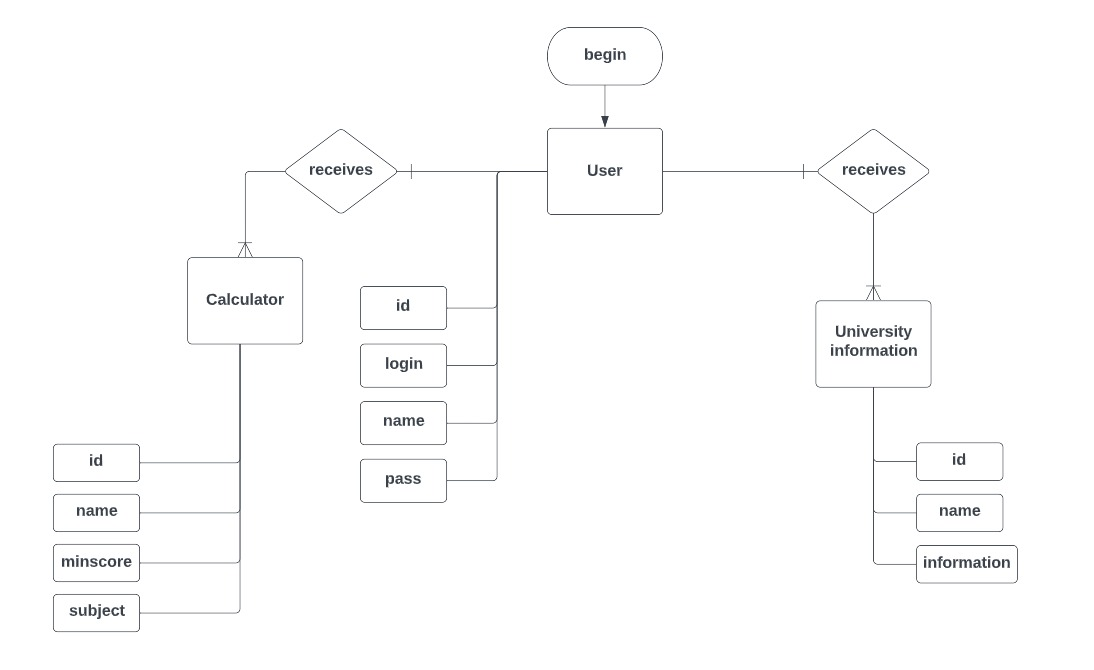 begin
receives
User
receives
Calculator
id
login
name
pass
University
information
id
name
minscore
subject
id
name
information